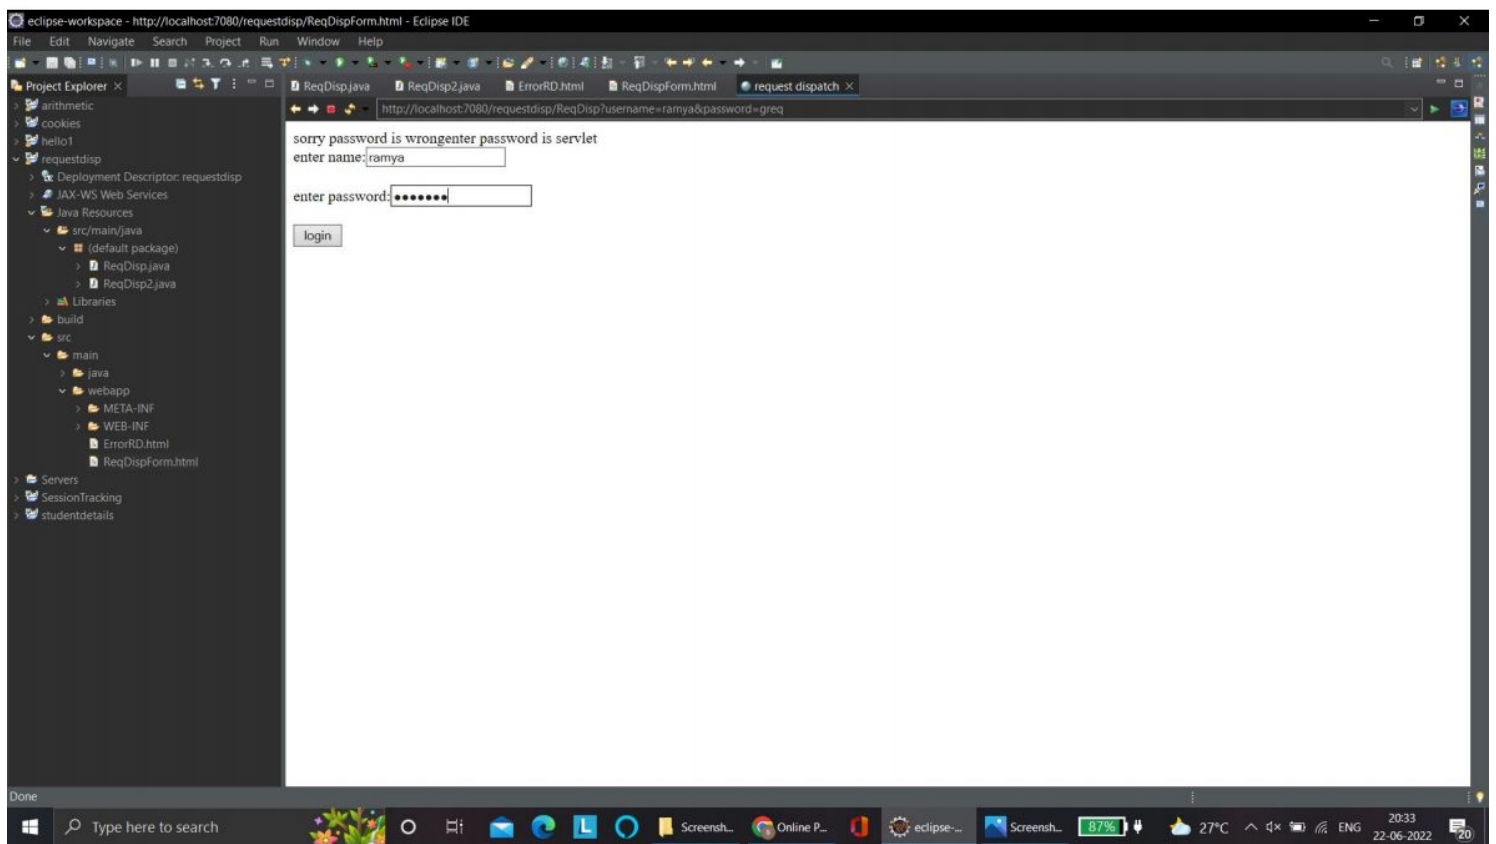 eclipse-workspace - http://localhost:7080/requestdisp/ReqDispForm.html - Eclipse IDE
File Edit Navigate Search Project Run Window Help
Project Explorer
ReqDisp.java ReqDisp2.java ErrorRD.html ReqDispForm.html request dispatch
http://localhost:7080/requestdisp/ReqDisp?username=ramya&password=greq
arithmetic
cookies
hello1
requestdisp
Deployment Descriptor: requestdisp
JAX-WS Web Services
Java Resources
src/main/java
(default package)
ReqDisp.java
ReqDisp2.java
Libraries
build
src
main
java
webapp
META-INF
WEB-INF
ErrorRD.html
ReqDispForm.html
Servers
SessionTracking
studentdetails
sorry password is wrongenter password is servlet
enter name: ramya
enter password: •••••••
login
Done
Type here to search
L
Screensh...
Online P...
eclipse-...
Screensh...
87%
27°C
ENG
20:33
22-06-2022
20